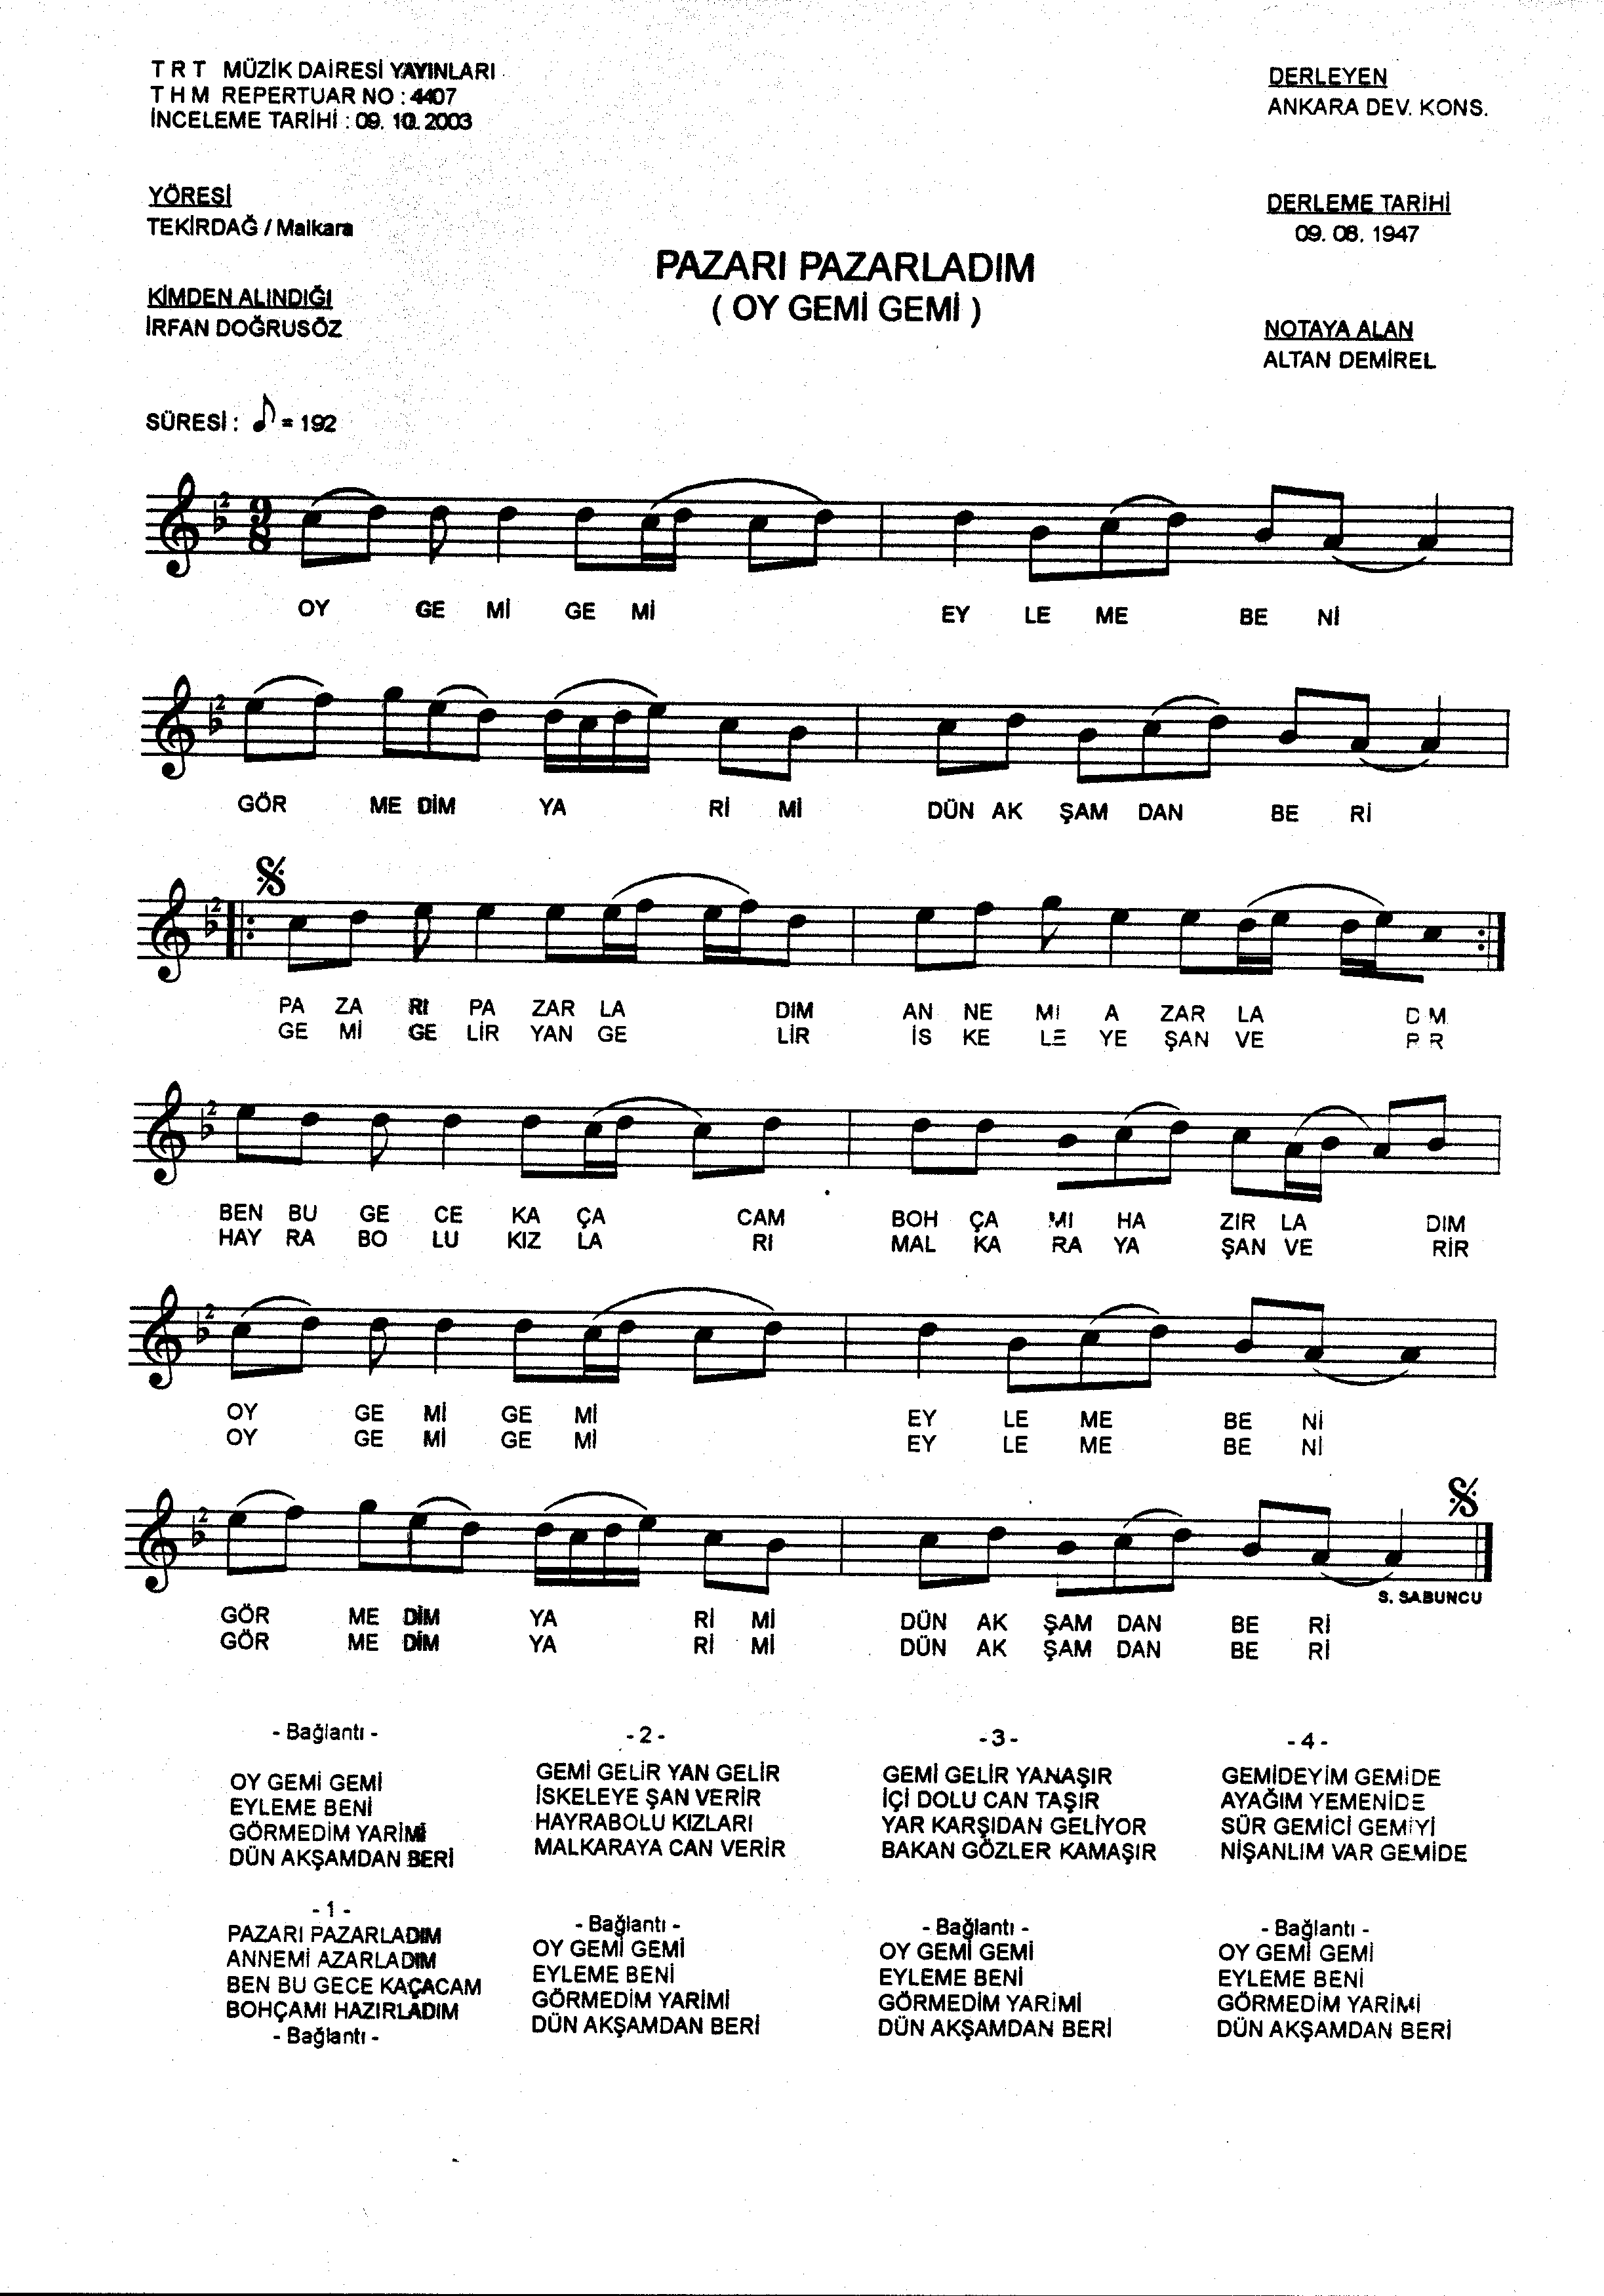 T R T MÜZİK DAİRESİ YAYINLARI
T H M REPERTUAR NO : 4407
İNCELEME TARİHİ : 09. 10. 2003
DERLEYEN
ANKARA DEV. KONS.
YÖRESİ
TEKİRDAĞ / Malkara
DERLEME TARİHİ
09. 08. 1947
PAZARI PAZARLADIM
( OY GEMİ GEMİ )
KİMDEN ALINDIĞI
İRFAN DOĞRUSÖZ
NOTAYA ALAN
ALTAN DEMİREL
SÜRESİ : ♪ = 192
OY GE Mİ GE Mİ EY LE ME BE Nİ
GÖR ME DİM YA Rİ Mİ DÜN AK ŞAM DAN BE Rİ
PA ZA RI PA ZAR LA DIM AN NE Mİ A ZAR LA DIM
GE Mİ GE LİR YAN GE LİR İS KE LE YE ŞAN VE RİR
BEN BU GE CE KA ÇA CAM BOH ÇA MI HA ZIR LA DIM
HAY RA BO LU KIZ LA RI MAL KA RA YA ŞAN VE RİR
OY GE Mİ GE Mİ EY LE ME BE Nİ
OY GE Mİ GE Mİ EY LE ME BE Nİ
S. SABUNCU
GÖR ME DİM YA Rİ Mİ DÜN AK ŞAM DAN BE Rİ
GÖR ME DİM YA Rİ Mİ DÜN AK ŞAM DAN BE Rİ
- Bağlantı -
OY GEMİ GEMİ
EYLEME BENİ
GÖRMEDİM YARİMİ
DÜN AKŞAMDAN BERİ
- 1 -
PAZARI PAZARLADIM
ANNEMİ AZARLADIM
BEN BU GECE KAÇACAM
BOHÇAMI HAZIRLADIM
- Bağlantı -
- 2 -
GEMİ GELİR YAN GELİR
İSKELEYE ŞAN VERİR
HAYRABOLU KIZLARI
MALKARAYA CAN VERİR
- Bağlantı -
OY GEMİ GEMİ
EYLEME BENİ
GÖRMEDİM YARİMİ
DÜN AKŞAMDAN BERİ
- 3 -
GEMİ GELİR YANAŞIR
İÇİ DOLU CAN TAŞIR
YAR KARŞIDAN GELİYOR
BAKAN GÖZLER KAMAŞIR
- Bağlantı -
OY GEMİ GEMİ
EYLEME BENİ
GÖRMEDİM YARİMİ
DÜN AKŞAMDAN BERİ
- 4 -
GEMİDEYİM GEMİDE
AYAĞIM YEMENİDE
SÜR GEMİCİ GEMİYİ
NİŞANLIM VAR GEMİDE
- Bağlantı -
OY GEMİ GEMİ
EYLEME BENİ
GÖRMEDİM YARİMİ
DÜN AKŞAMDAN BERİ